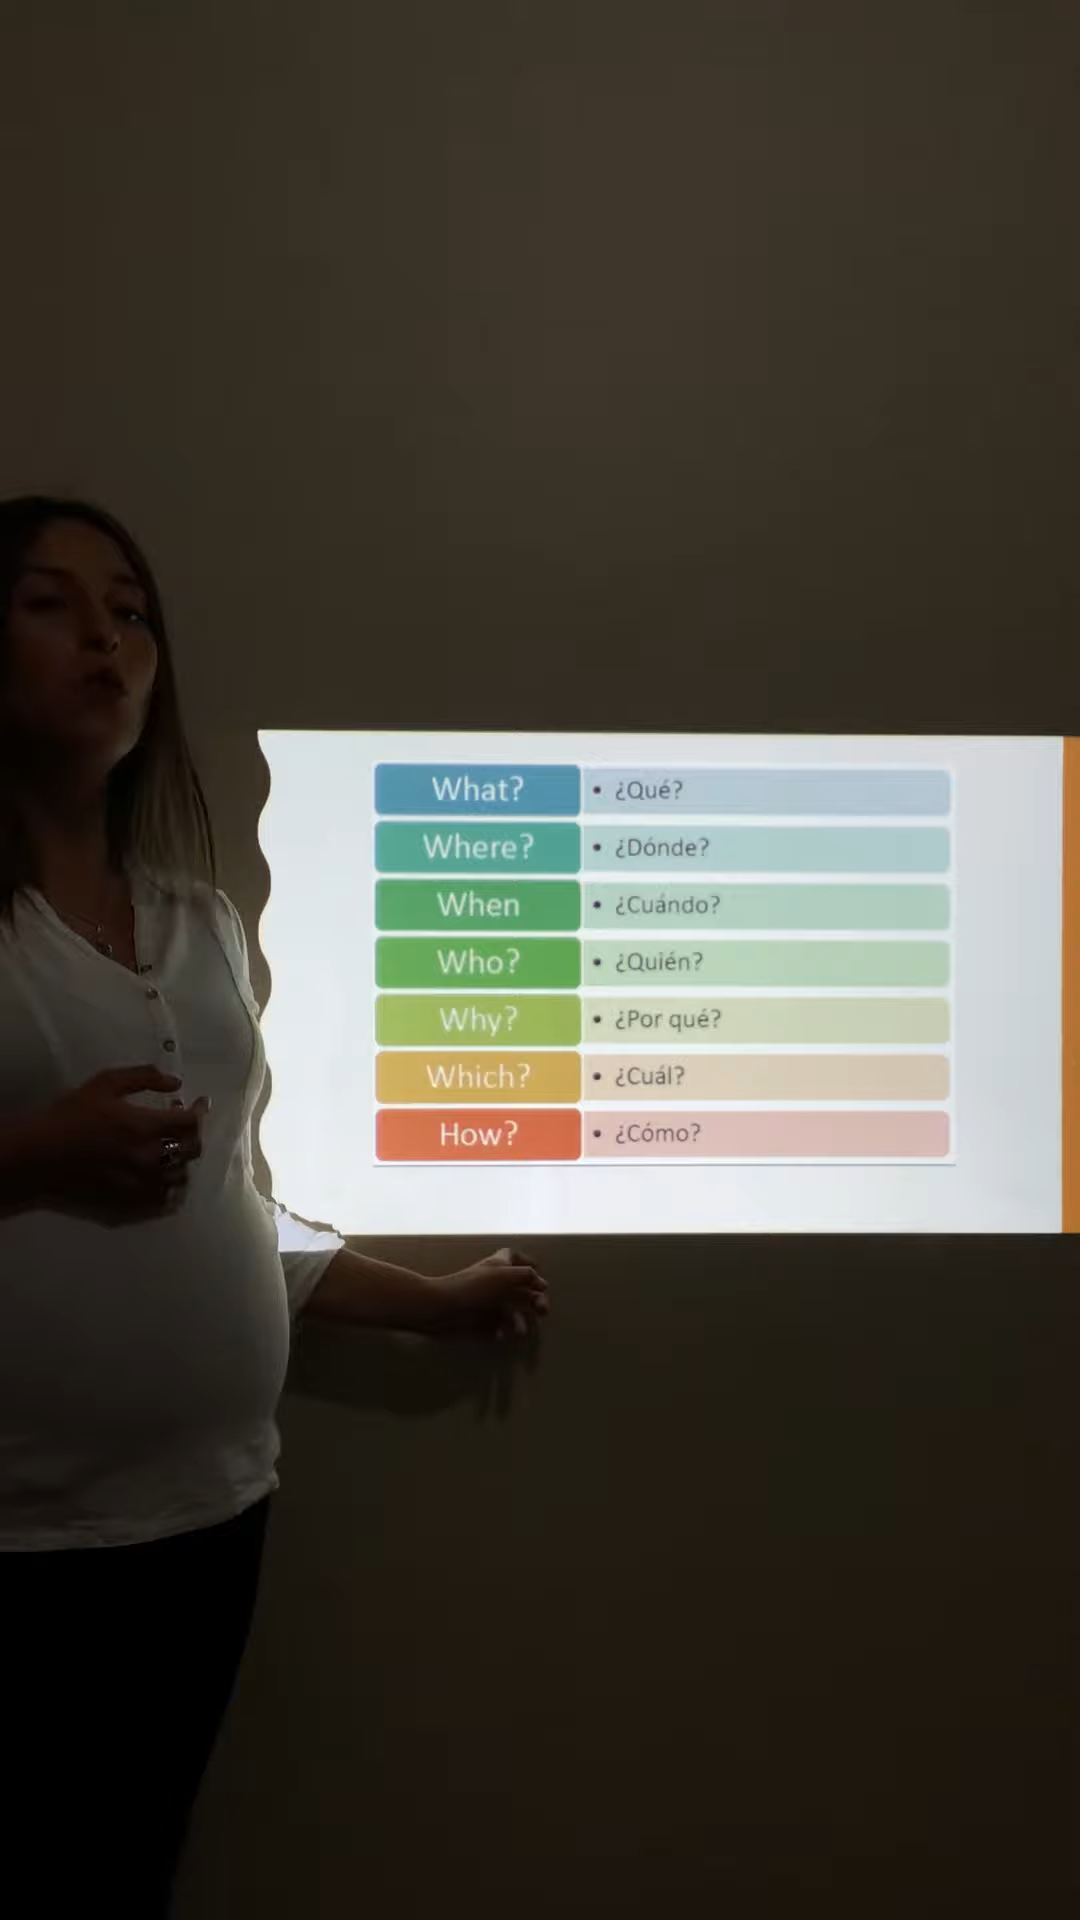 What? • ¿Qué?
Where? • ¿Dónde?
When • ¿Cuándo?
Who? • ¿Quién?
Why? • ¿Por qué?
Which? • ¿Cuál?
How? • ¿Cómo?